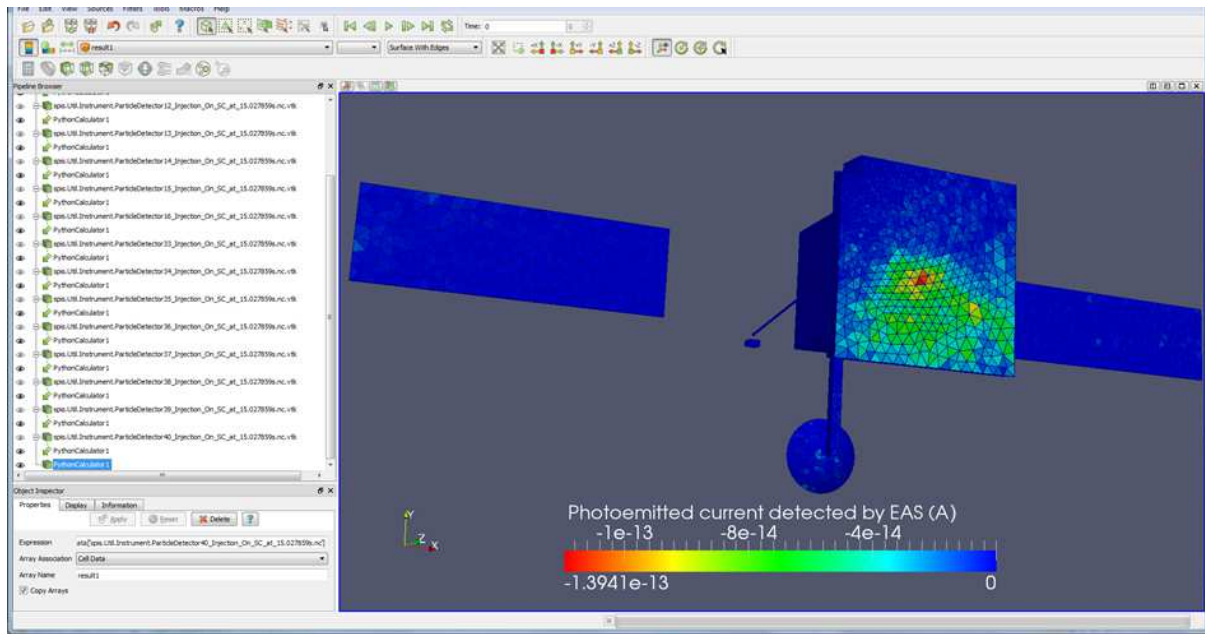 File Edit View Sources Filters Tools Macros Help
Time: 0
0
result1
Surface With Edges
Pipeline Browser
spis.Util.Instrument.ParticleDetector12_Injection_On_SC_at_15.027859s.nc.vtk
PythonCalculator1
spis.Util.Instrument.ParticleDetector13_Injection_On_SC_at_15.027859s.nc.vtk
PythonCalculator1
spis.Util.Instrument.ParticleDetector14_Injection_On_SC_at_15.027859s.nc.vtk
PythonCalculator1
spis.Util.Instrument.ParticleDetector15_Injection_On_SC_at_15.027859s.nc.vtk
PythonCalculator1
spis.Util.Instrument.ParticleDetector16_Injection_On_SC_at_15.027859s.nc.vtk
PythonCalculator1
spis.Util.Instrument.ParticleDetector33_Injection_On_SC_at_15.027859s.nc.vtk
PythonCalculator1
spis.Util.Instrument.ParticleDetector34_Injection_On_SC_at_15.027859s.nc.vtk
PythonCalculator1
spis.Util.Instrument.ParticleDetector35_Injection_On_SC_at_15.027859s.nc.vtk
PythonCalculator1
spis.Util.Instrument.ParticleDetector36_Injection_On_SC_at_15.027859s.nc.vtk
PythonCalculator1
spis.Util.Instrument.ParticleDetector37_Injection_On_SC_at_15.027859s.nc.vtk
PythonCalculator1
spis.Util.Instrument.ParticleDetector38_Injection_On_SC_at_15.027859s.nc.vtk
PythonCalculator1
spis.Util.Instrument.ParticleDetector39_Injection_On_SC_at_15.027859s.nc.vtk
PythonCalculator1
spis.Util.Instrument.ParticleDetector40_Injection_On_SC_at_15.027859s.nc.vtk
PythonCalculator1
PythonCalculator1
Object Inspector
Properties Display Information
Apply Reset Delete ?
Expression ata['spis.Util.Instrument.ParticleDetector40_Injection_On_SC_at_15.027859s.nc']
Array Association Cell Data
Array Name result1
Copy Arrays
Y
Z X
Photoemitted current detected by EAS (A)
-1e-13 -8e-14 -4e-14
-1.3941e-13 0